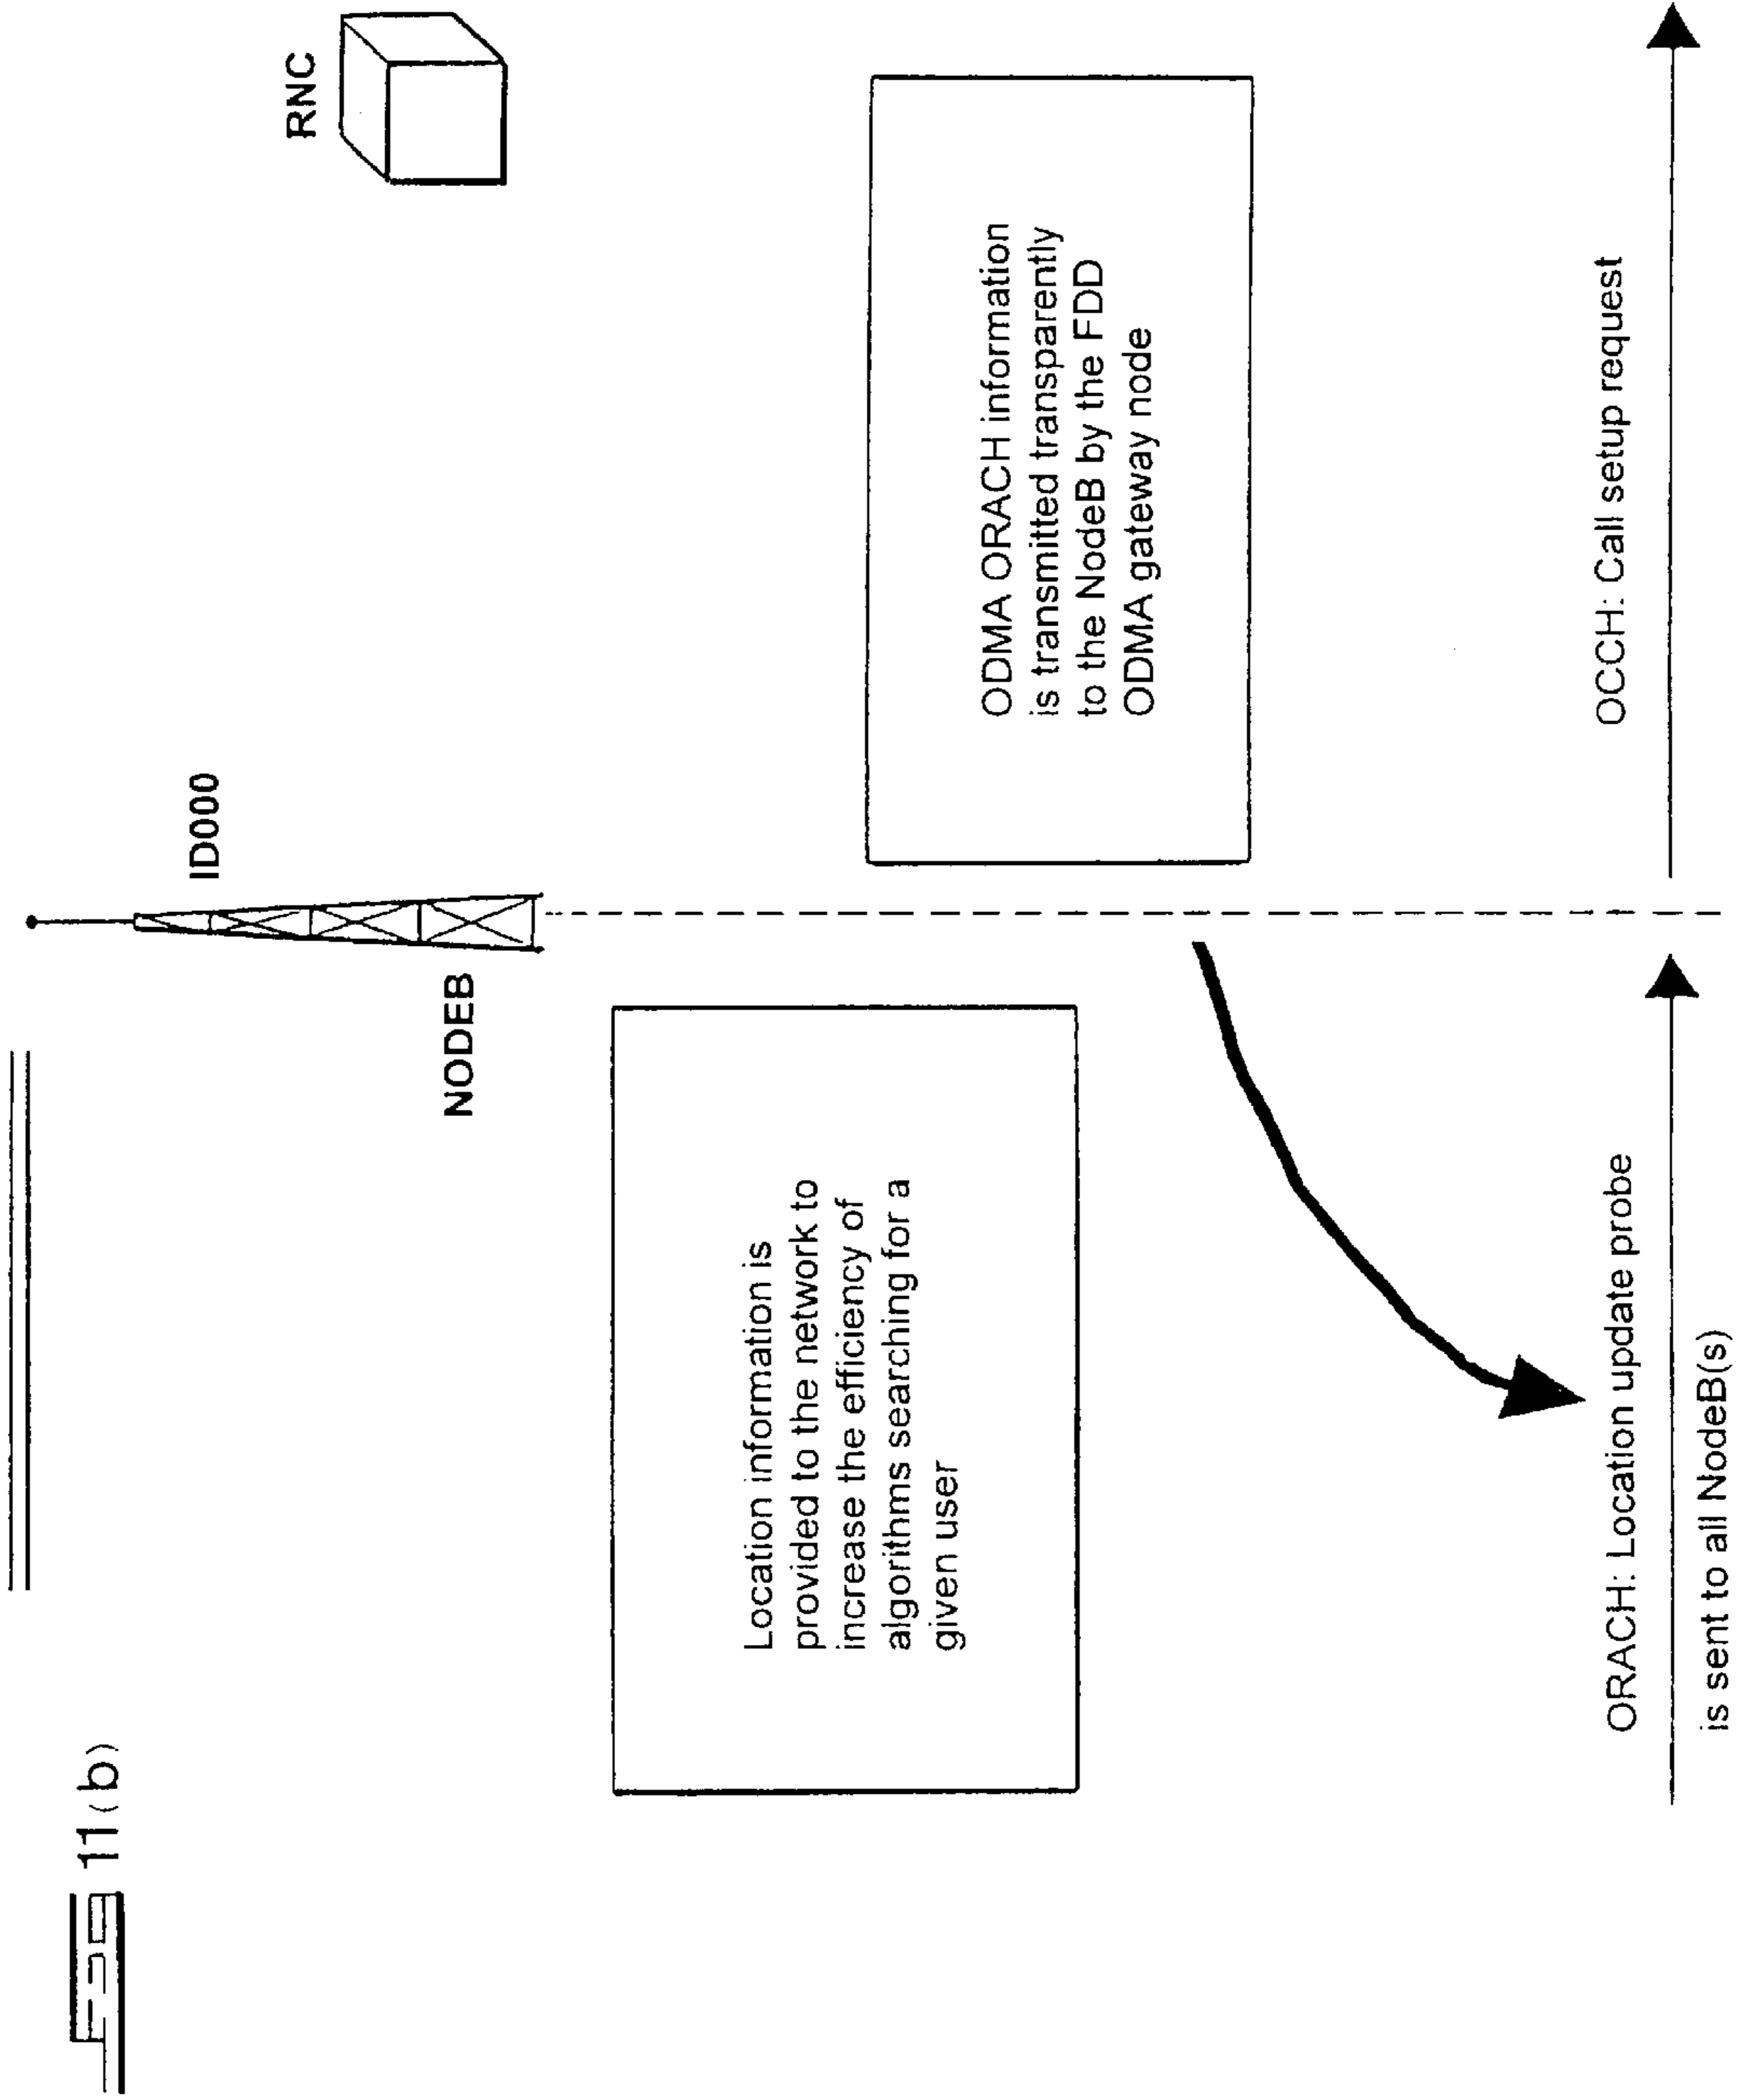 FIG 11(b)
ID000
NODEB
RNC
Location information is
provided to the network to
increase the efficiency of
algorithms searching for a
given user
ODMA ORACH information
is transmitted transparently
to the NodeB by the FDD
ODMA gateway node
ORACH: Location update probe
is sent to all NodeB(s)
OCCH: Call setup request